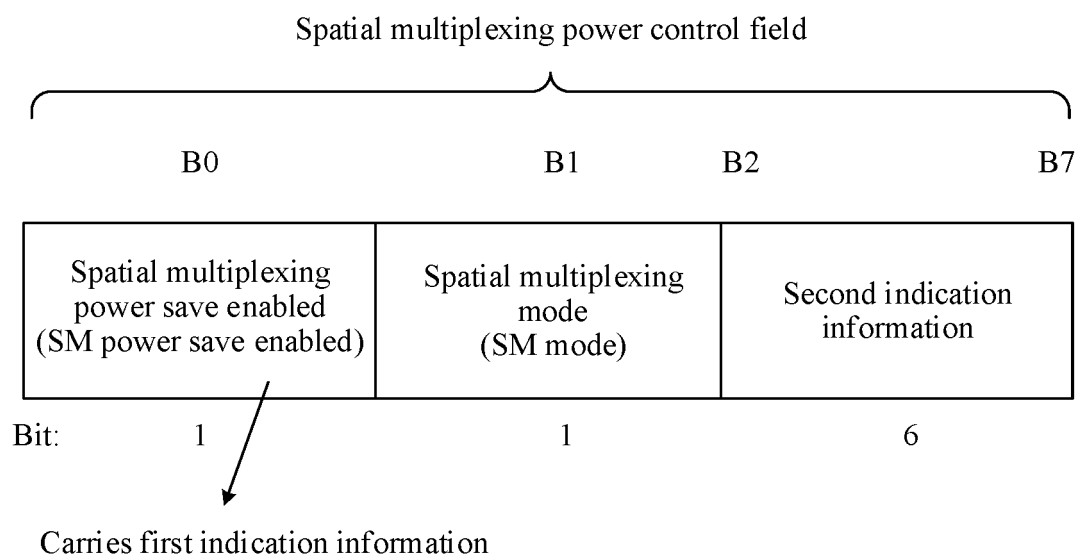 Spatial multiplexing power control field
B0 B1 B2 B7
Spatial multiplexing
power save enabled
(SM power save enabled)
Spatial multiplexing
mode
(SM mode)
Second indication
information
Bit: 1 1 6
Carries first indication information